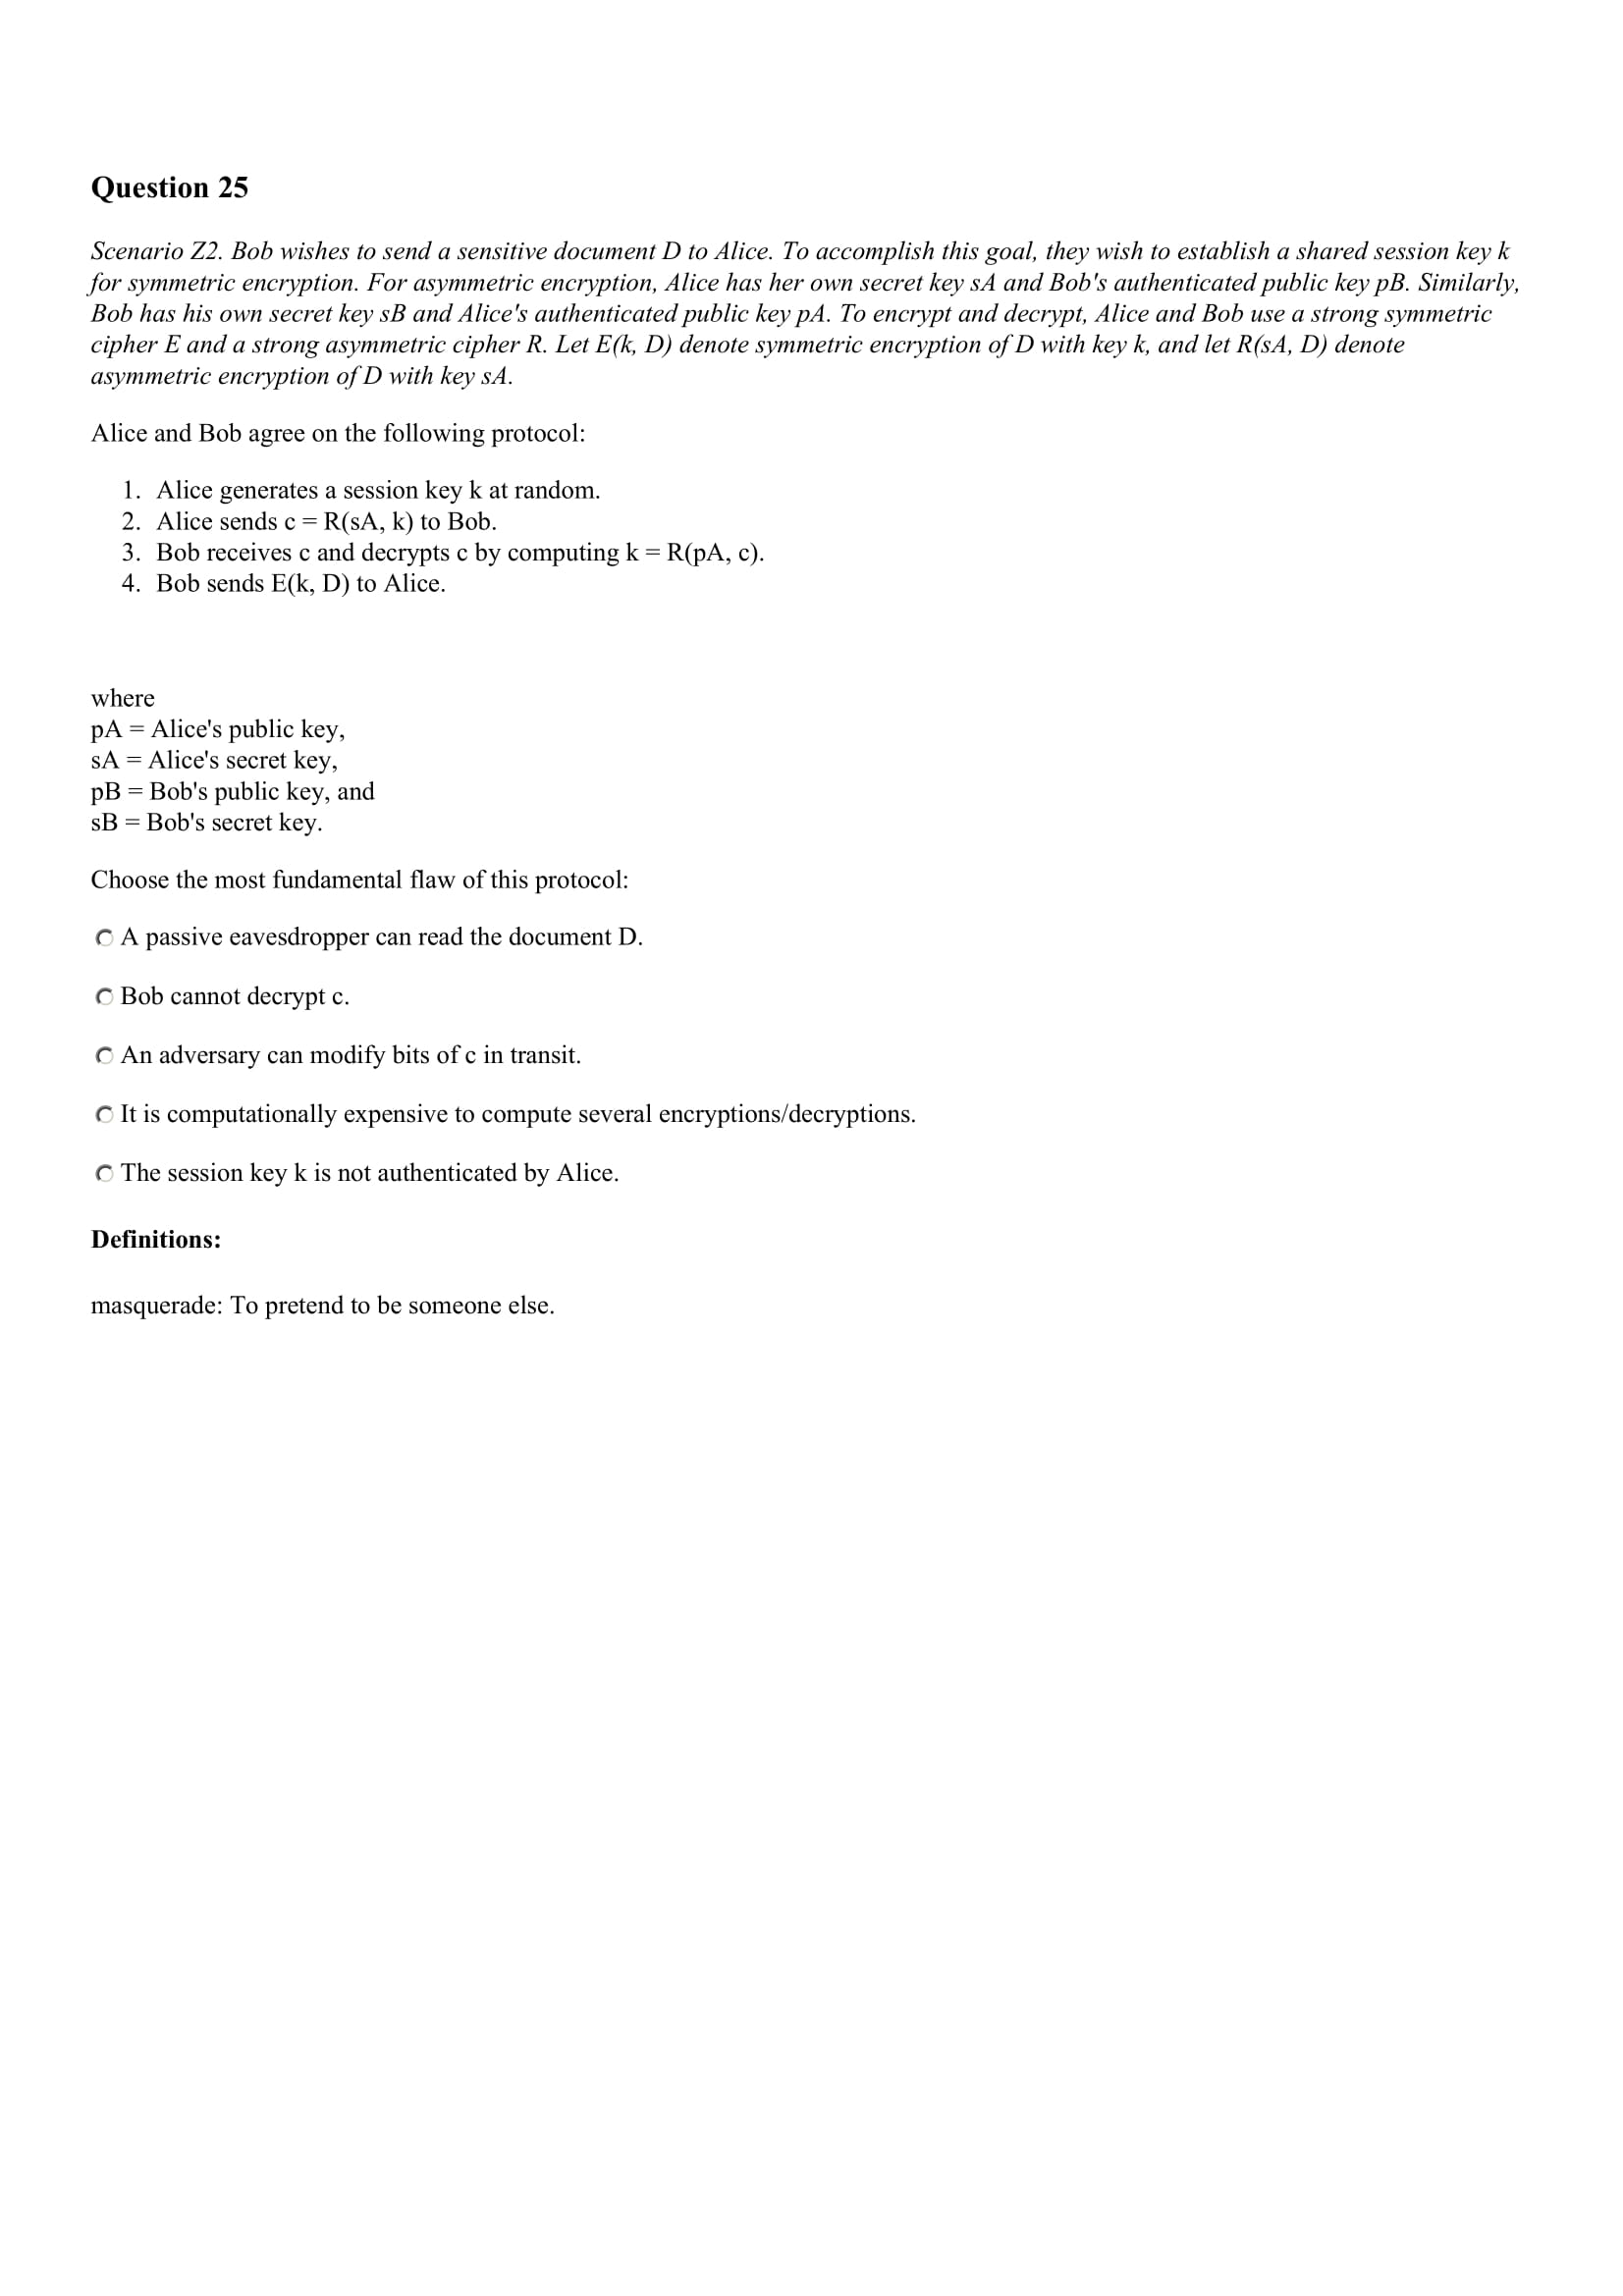 Question 25
Scenario Z2. Bob wishes to send a sensitive document D to Alice. To accomplish this goal, they wish to establish a shared session key k
for symmetric encryption. For asymmetric encryption, Alice has her own secret key sA and Bob's authenticated public key pB. Similarly,
Bob has his own secret key sB and Alice's authenticated public key pA. To encrypt and decrypt, Alice and Bob use a strong symmetric
cipher E and a strong asymmetric cipher R. Let E(k, D) denote symmetric encryption of D with key k, and let R(sA, D) denote
asymmetric encryption of D with key sA.
Alice and Bob agree on the following protocol:
1. Alice generates a session key k at random.
2. Alice sends c = R(sA, k) to Bob.
3. Bob receives c and decrypts c by computing k = R(pA, c).
4. Bob sends E(k, D) to Alice.
where
pA = Alice's public key,
sA = Alice's secret key,
pB = Bob's public key, and
sB = Bob's secret key.
Choose the most fundamental flaw of this protocol:
A passive eavesdropper can read the document D.
Bob cannot decrypt c.
An adversary can modify bits of c in transit.
It is computationally expensive to compute several encryptions/decryptions.
The session key k is not authenticated by Alice.
Definitions:
masquerade: To pretend to be someone else.